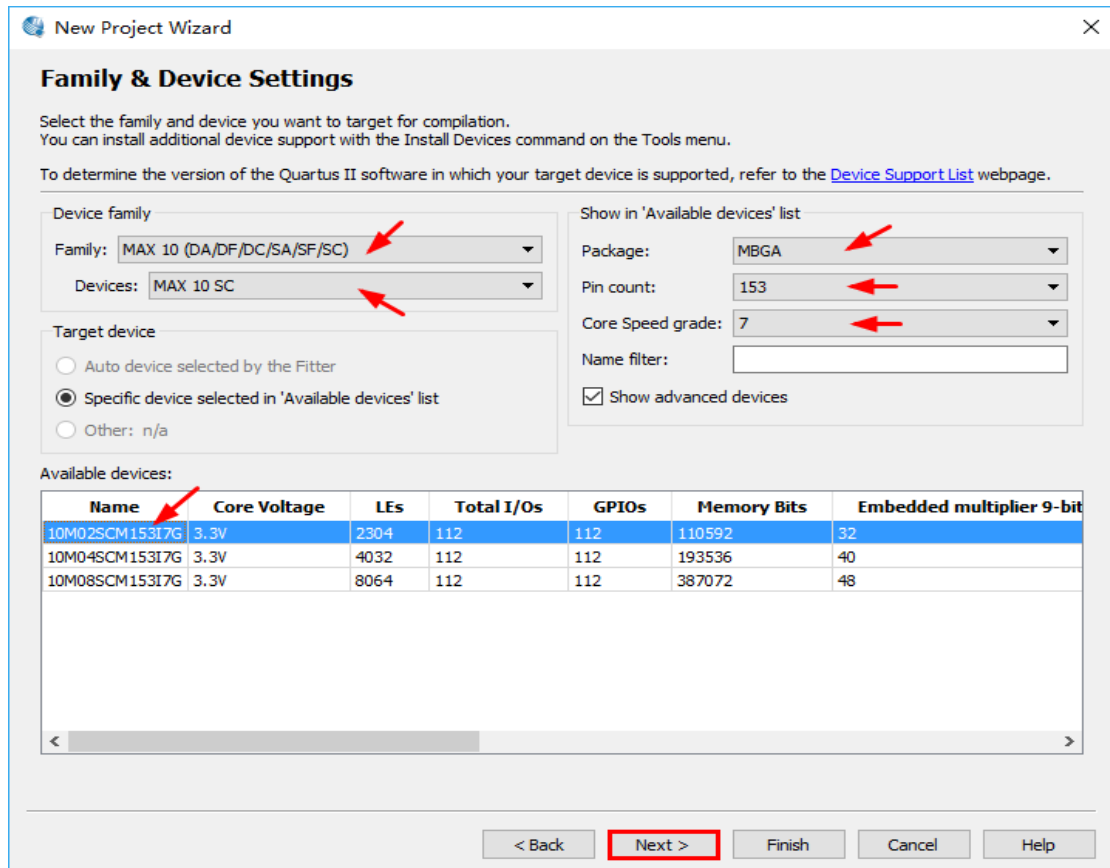 New Project Wizard
Family & Device Settings
Select the family and device you want to target for compilation.
You can install additional device support with the Install Devices command on the Tools menu.
To determine the version of the Quartus II software in which your target device is supported, refer to the Device Support List webpage.
Device family
Family: MAX 10 (DA/DF/DC/SA/SF/SC)
Devices: MAX 10 SC
Target device
Auto device selected by the Fitter
Specific device selected in 'Available devices' list
Other: n/a
Show in 'Available devices' list
Package: MBGA
Pin count: 153
Core Speed grade: 7
Name filter:
Show advanced devices
Available devices:
Name Core Voltage LEs Total I/Os GPIOs Memory Bits Embedded multiplier 9-bit
10M02SCM153I7G 3.3V 2304 112 112 110592 32
10M04SCM153I7G 3.3V 4032 112 112 193536 40
10M08SCM153I7G 3.3V 8064 112 112 387072 48
< Back Next > Finish Cancel Help